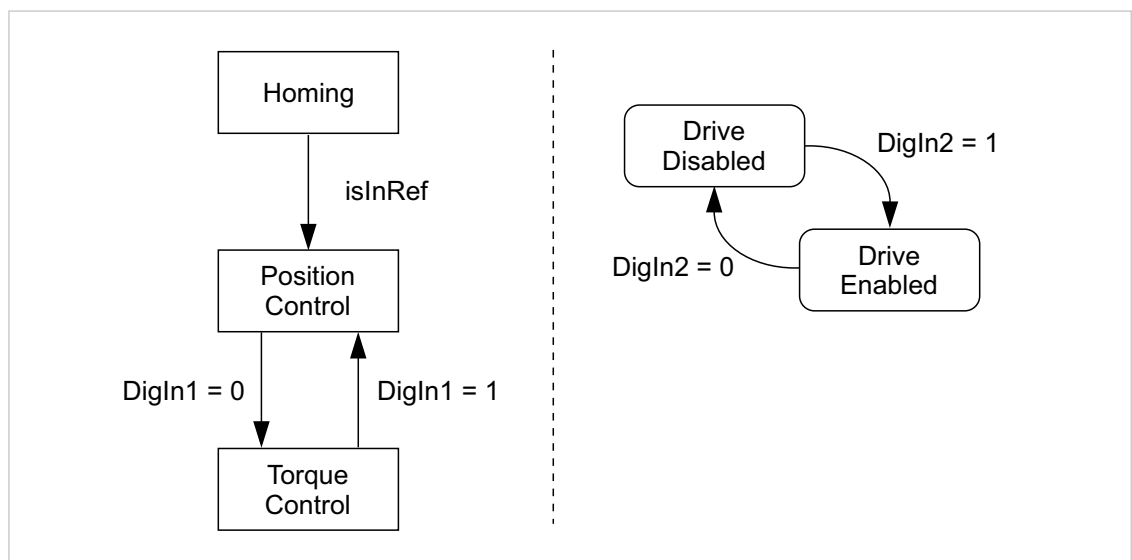 Homing
isInRef
Position
Control
DigIn1 = 0
DigIn1 = 1
Torque
Control
Drive
Disabled
DigIn2 = 1
DigIn2 = 0
Drive
Enabled